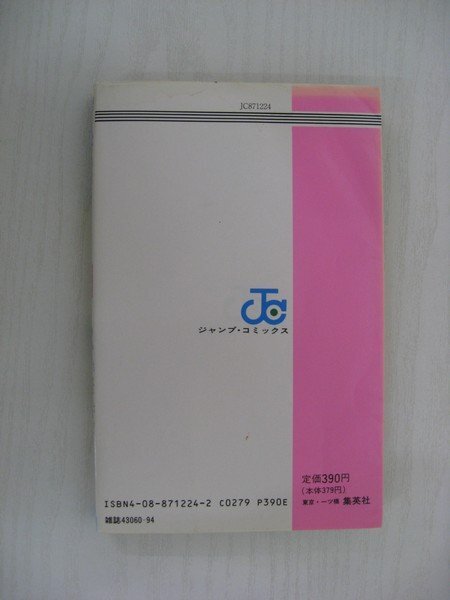 JC871224
JC
ジャンプ・コミックス
定価390円
(本体379円)
東京・一ツ橋 集英社
ISBN4-08-871224-2 C0279 P390E
雑誌43060-94